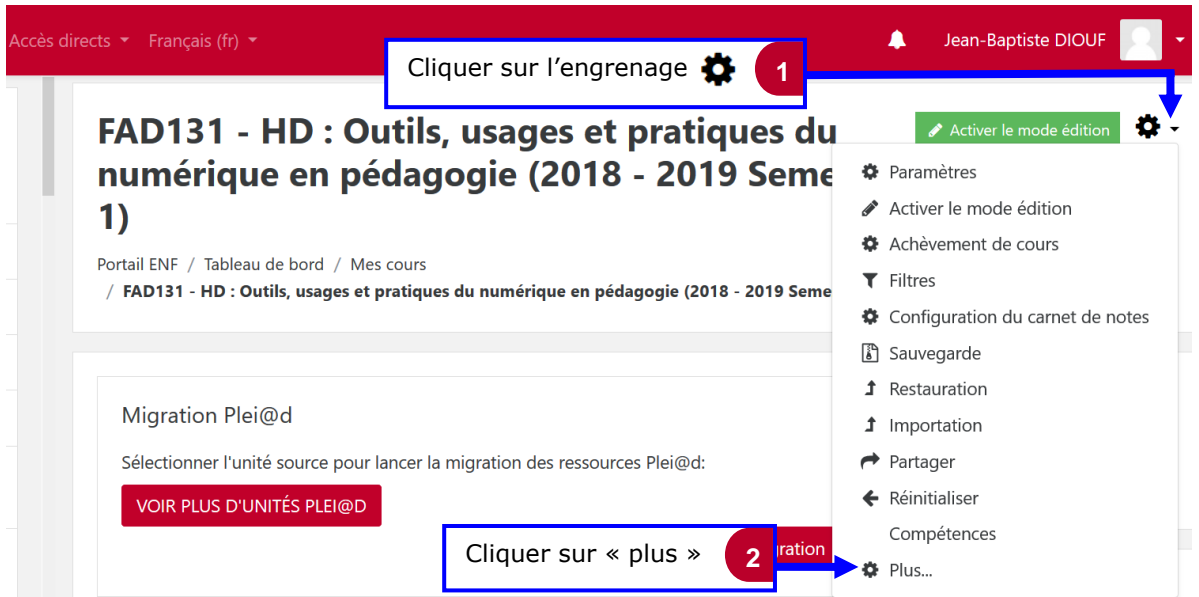 Accès directs Français (fr)
Jean-Baptiste DIOUF
Cliquer sur l’engrenage
1
FAD131 - HD : Outils, usages et pratiques du
numérique en pédagogie (2018 - 2019 Seme
1)
Activer le mode édition
Portail ENF / Tableau de bord / Mes cours
/ FAD131 - HD : Outils, usages et pratiques du numérique en pédagogie (2018 - 2019 Seme
Paramètres
Activer le mode édition
Achèvement de cours
Filtres
Configuration du carnet de notes
Sauvegarde
Restauration
Importation
Partager
Réinitialiser
Compétences
Plus...
Migration Plei@d
Sélectionner l'unité source pour lancer la migration des ressources Plei@d:
VOIR PLUS D'UNITÉS PLEI@D
Cliquer sur « plus »
2
gration